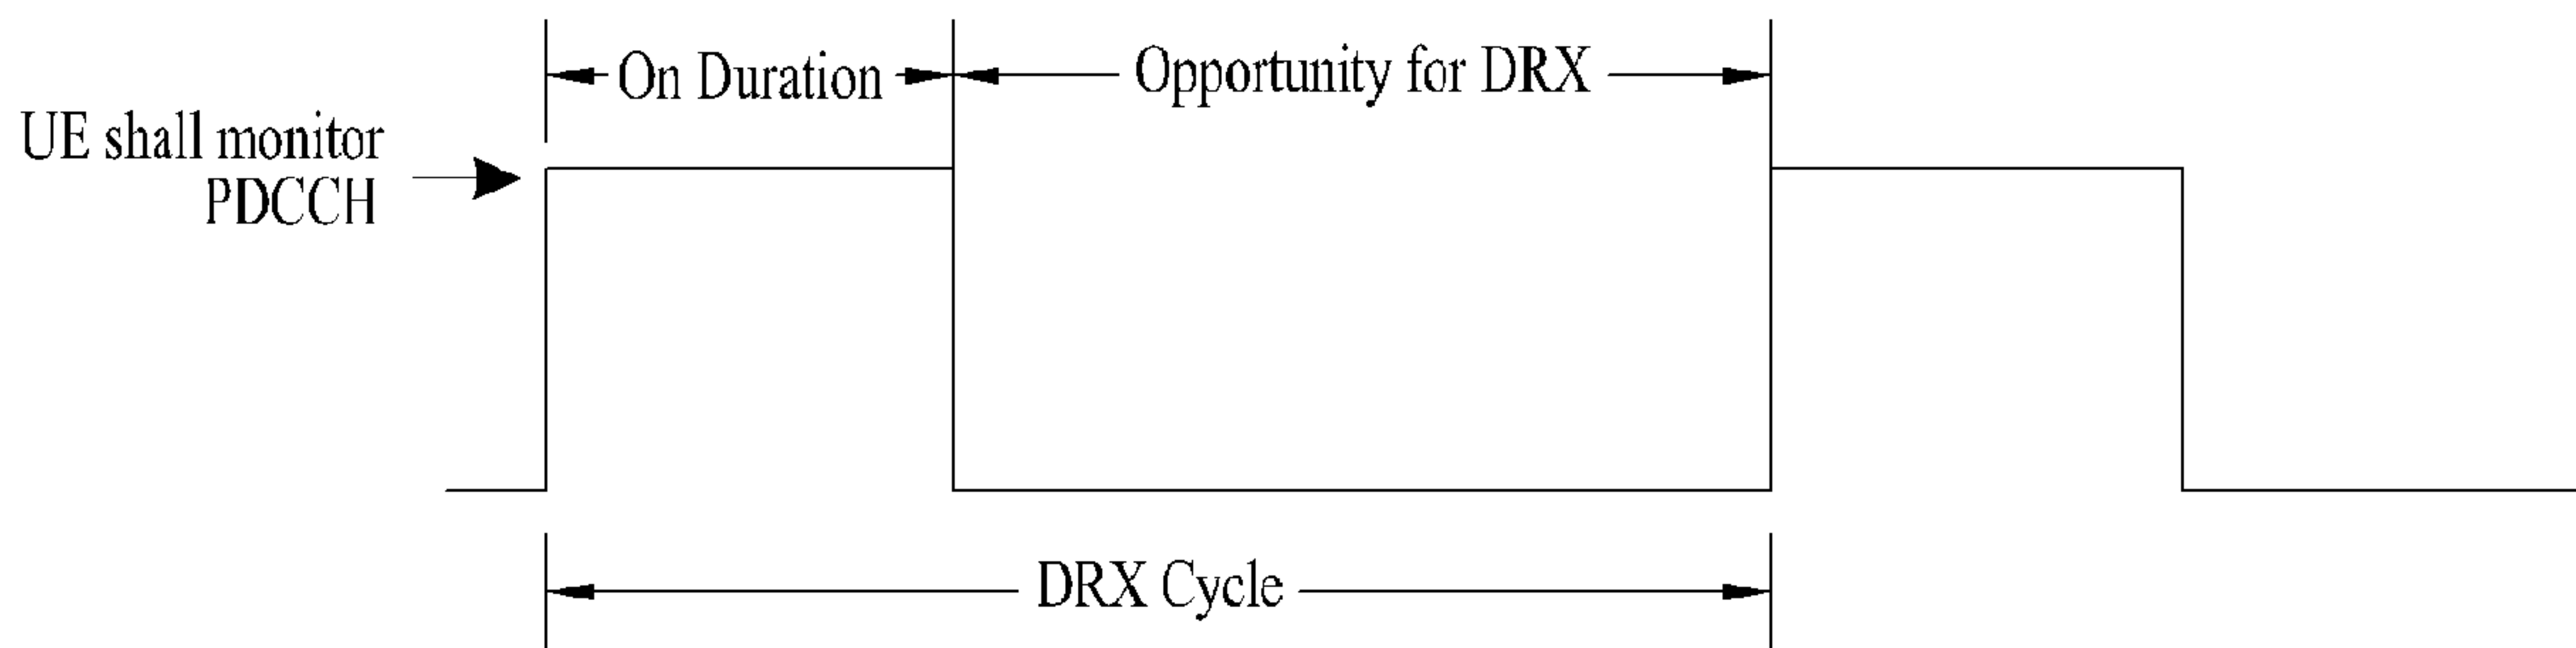 On Duration
Opportunity for DRX
UE shall monitor
PDCCH
DRX Cycle